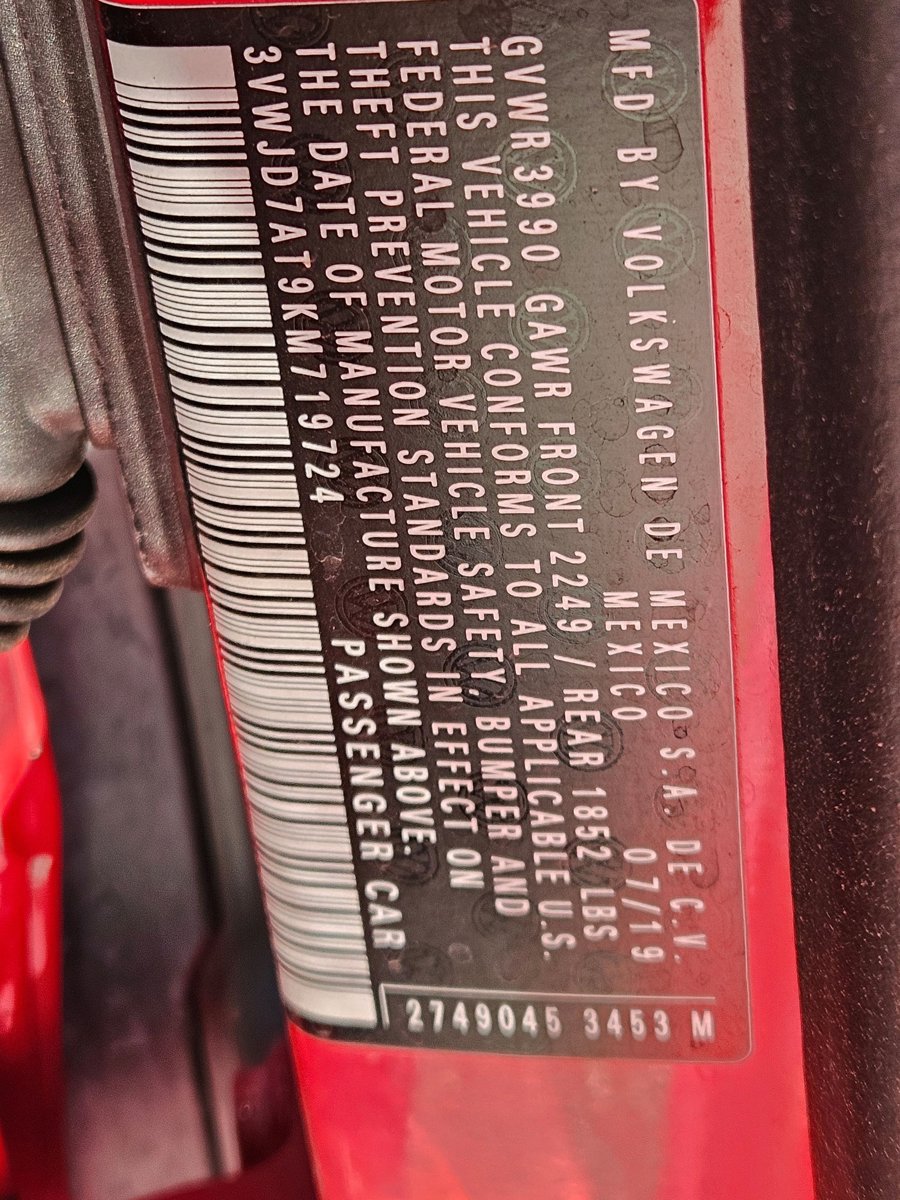 MFD BY VOLKSWAGEN DE MEXICO S.A. DE C.V.
MEXICO 07/19
GVWR 3990 GAWR FRONT 2249 / REAR 1852 LBS
THIS VEHICLE CONFORMS TO ALL APPLICABLE U.S.
FEDERAL MOTOR VEHICLE SAFETY, BUMPER AND
THEFT PREVENTION STANDARDS IN EFFECT ON
THE DATE OF MANUFACTURE SHOWN ABOVE.
3VWJD7AT9KM719724 PASSENGER CAR
2749045 3453 M